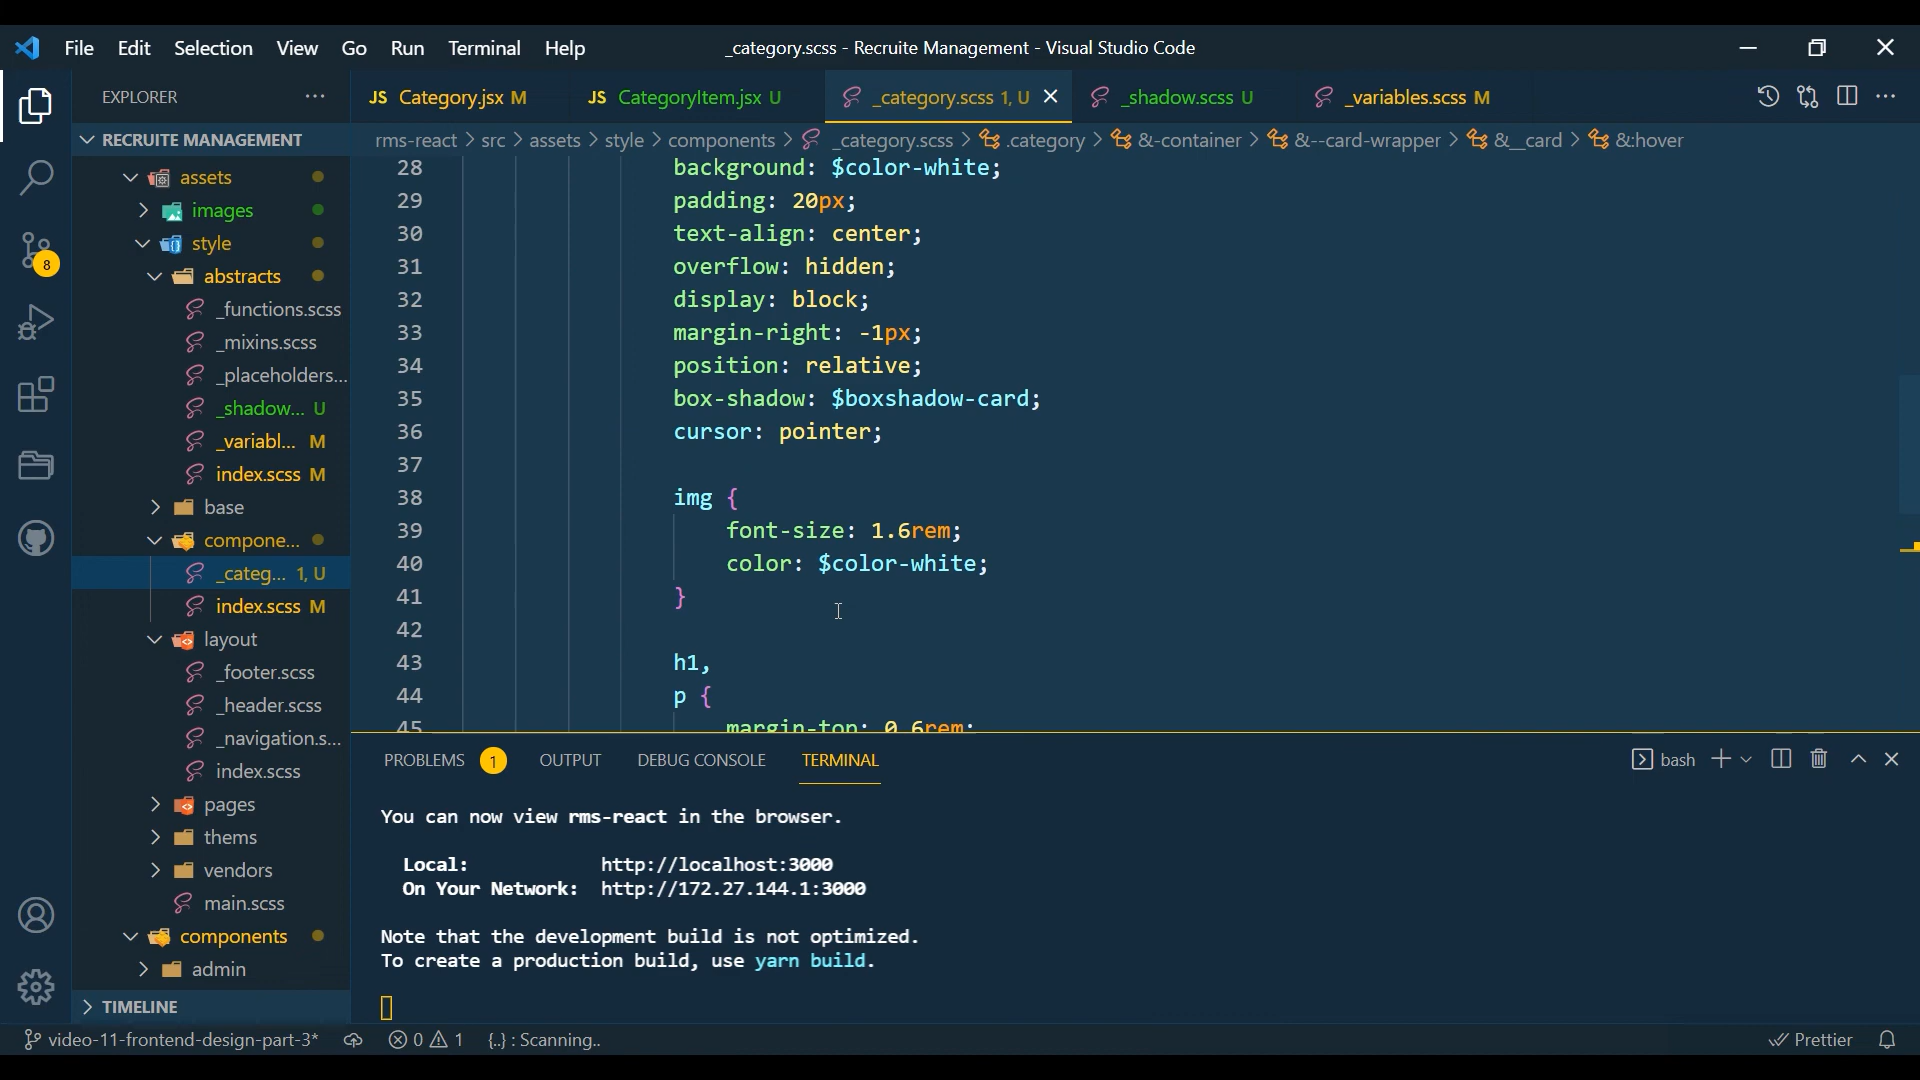 File Edit Selection View Go Run Terminal Help
_category.scss - Recruite Management - Visual Studio Code
EXPLORER
JS Category.jsx M
JS CategoryItem.jsx U
_category.scss 1, U
_shadow.scss U
_variables.scss M
RECRUITE MANAGEMENT
rms-react > src > assets > style > components > _category.scss > .category > &-container > &--card-wrapper > &__card > &:hover
assets
images
style
abstracts
_functions.scss
_mixins.scss
_placeholders...
_shadow... U
_variabl... M
index.scss M
base
compone...
_categ... 1, U
index.scss M
layout
_footer.scss
_header.scss
_navigation.s...
index.scss
pages
thems
vendors
main.scss
components
admin
TIMELINE
8
28 background: $color-white;
29 padding: 20px;
30 text-align: center;
31 overflow: hidden;
32 display: block;
33 margin-right: -1px;
34 position: relative;
35 box-shadow: $boxshadow-card;
36 cursor: pointer;
37
38 img {
39 font-size: 1.6rem;
40 color: $color-white;
41 }
42
43 h1,
44 p {
45 margin-top: 0.6rem;
PROBLEMS 1 OUTPUT DEBUG CONSOLE TERMINAL
bash
You can now view rms-react in the browser.
Local: http://localhost:3000
On Your Network: http://172.27.144.1:3000
Note that the development build is not optimized.
To create a production build, use yarn build.
video-11-frontend-design-part-3* 0 1 {..} : Scanning.. Prettier